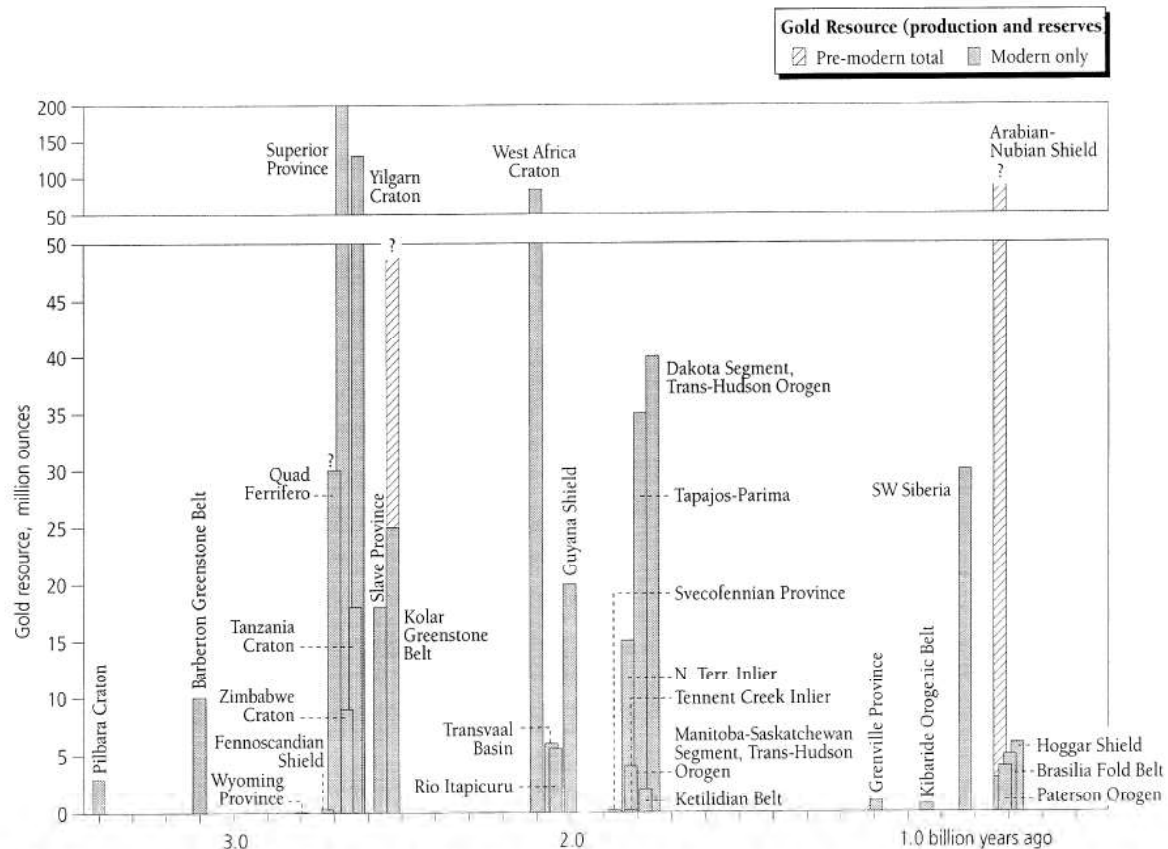 Gold Resource (production and reserves)
Pre-modern total
Modern only
200
150
100
50
Superior
Province
Yilgarn
Craton
West Africa
Craton
Arabian-
Nubian Shield
?
50
45
40
35
30
25
20
15
10
5
0
Gold resource, million ounces
?
Dakota Segment,
Trans-Hudson Orogen
?
Quad
Ferrifero
Tapajos-Parima
SW Siberia
Barberton Greenstone Belt
Slave Province
Guyana Shield
Svecofennian Province
Tanzania
Craton
Kolar
Greenstone
Belt
N. Terr. Inlier
Tennent Creek Inlier
Pilbara Craton
Zimbabwe
Craton
Transvaal
Basin
Manitoba-Saskatchewan
Segment, Trans-Hudson
Orogen
Grenville Province
Kibaride Orogenic Belt
Fennoscandian
Shield
Hoggar Shield
Brasilia Fold Belt
Wyoming
Province
Rio Itapicuru
Ketilidian Belt
Paterson Orogen
3.0
2.0
1.0 billion years ago